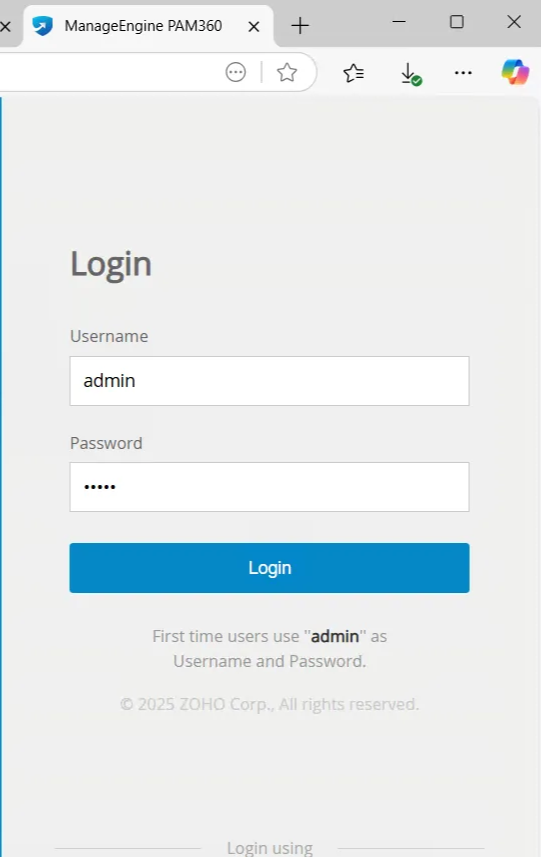 ManageEngine PAM360
Login
Username
admin
Password
•••••
Login
First time users use "admin" as
Username and Password.
© 2025 ZOHO Corp., All rights reserved.
Login using